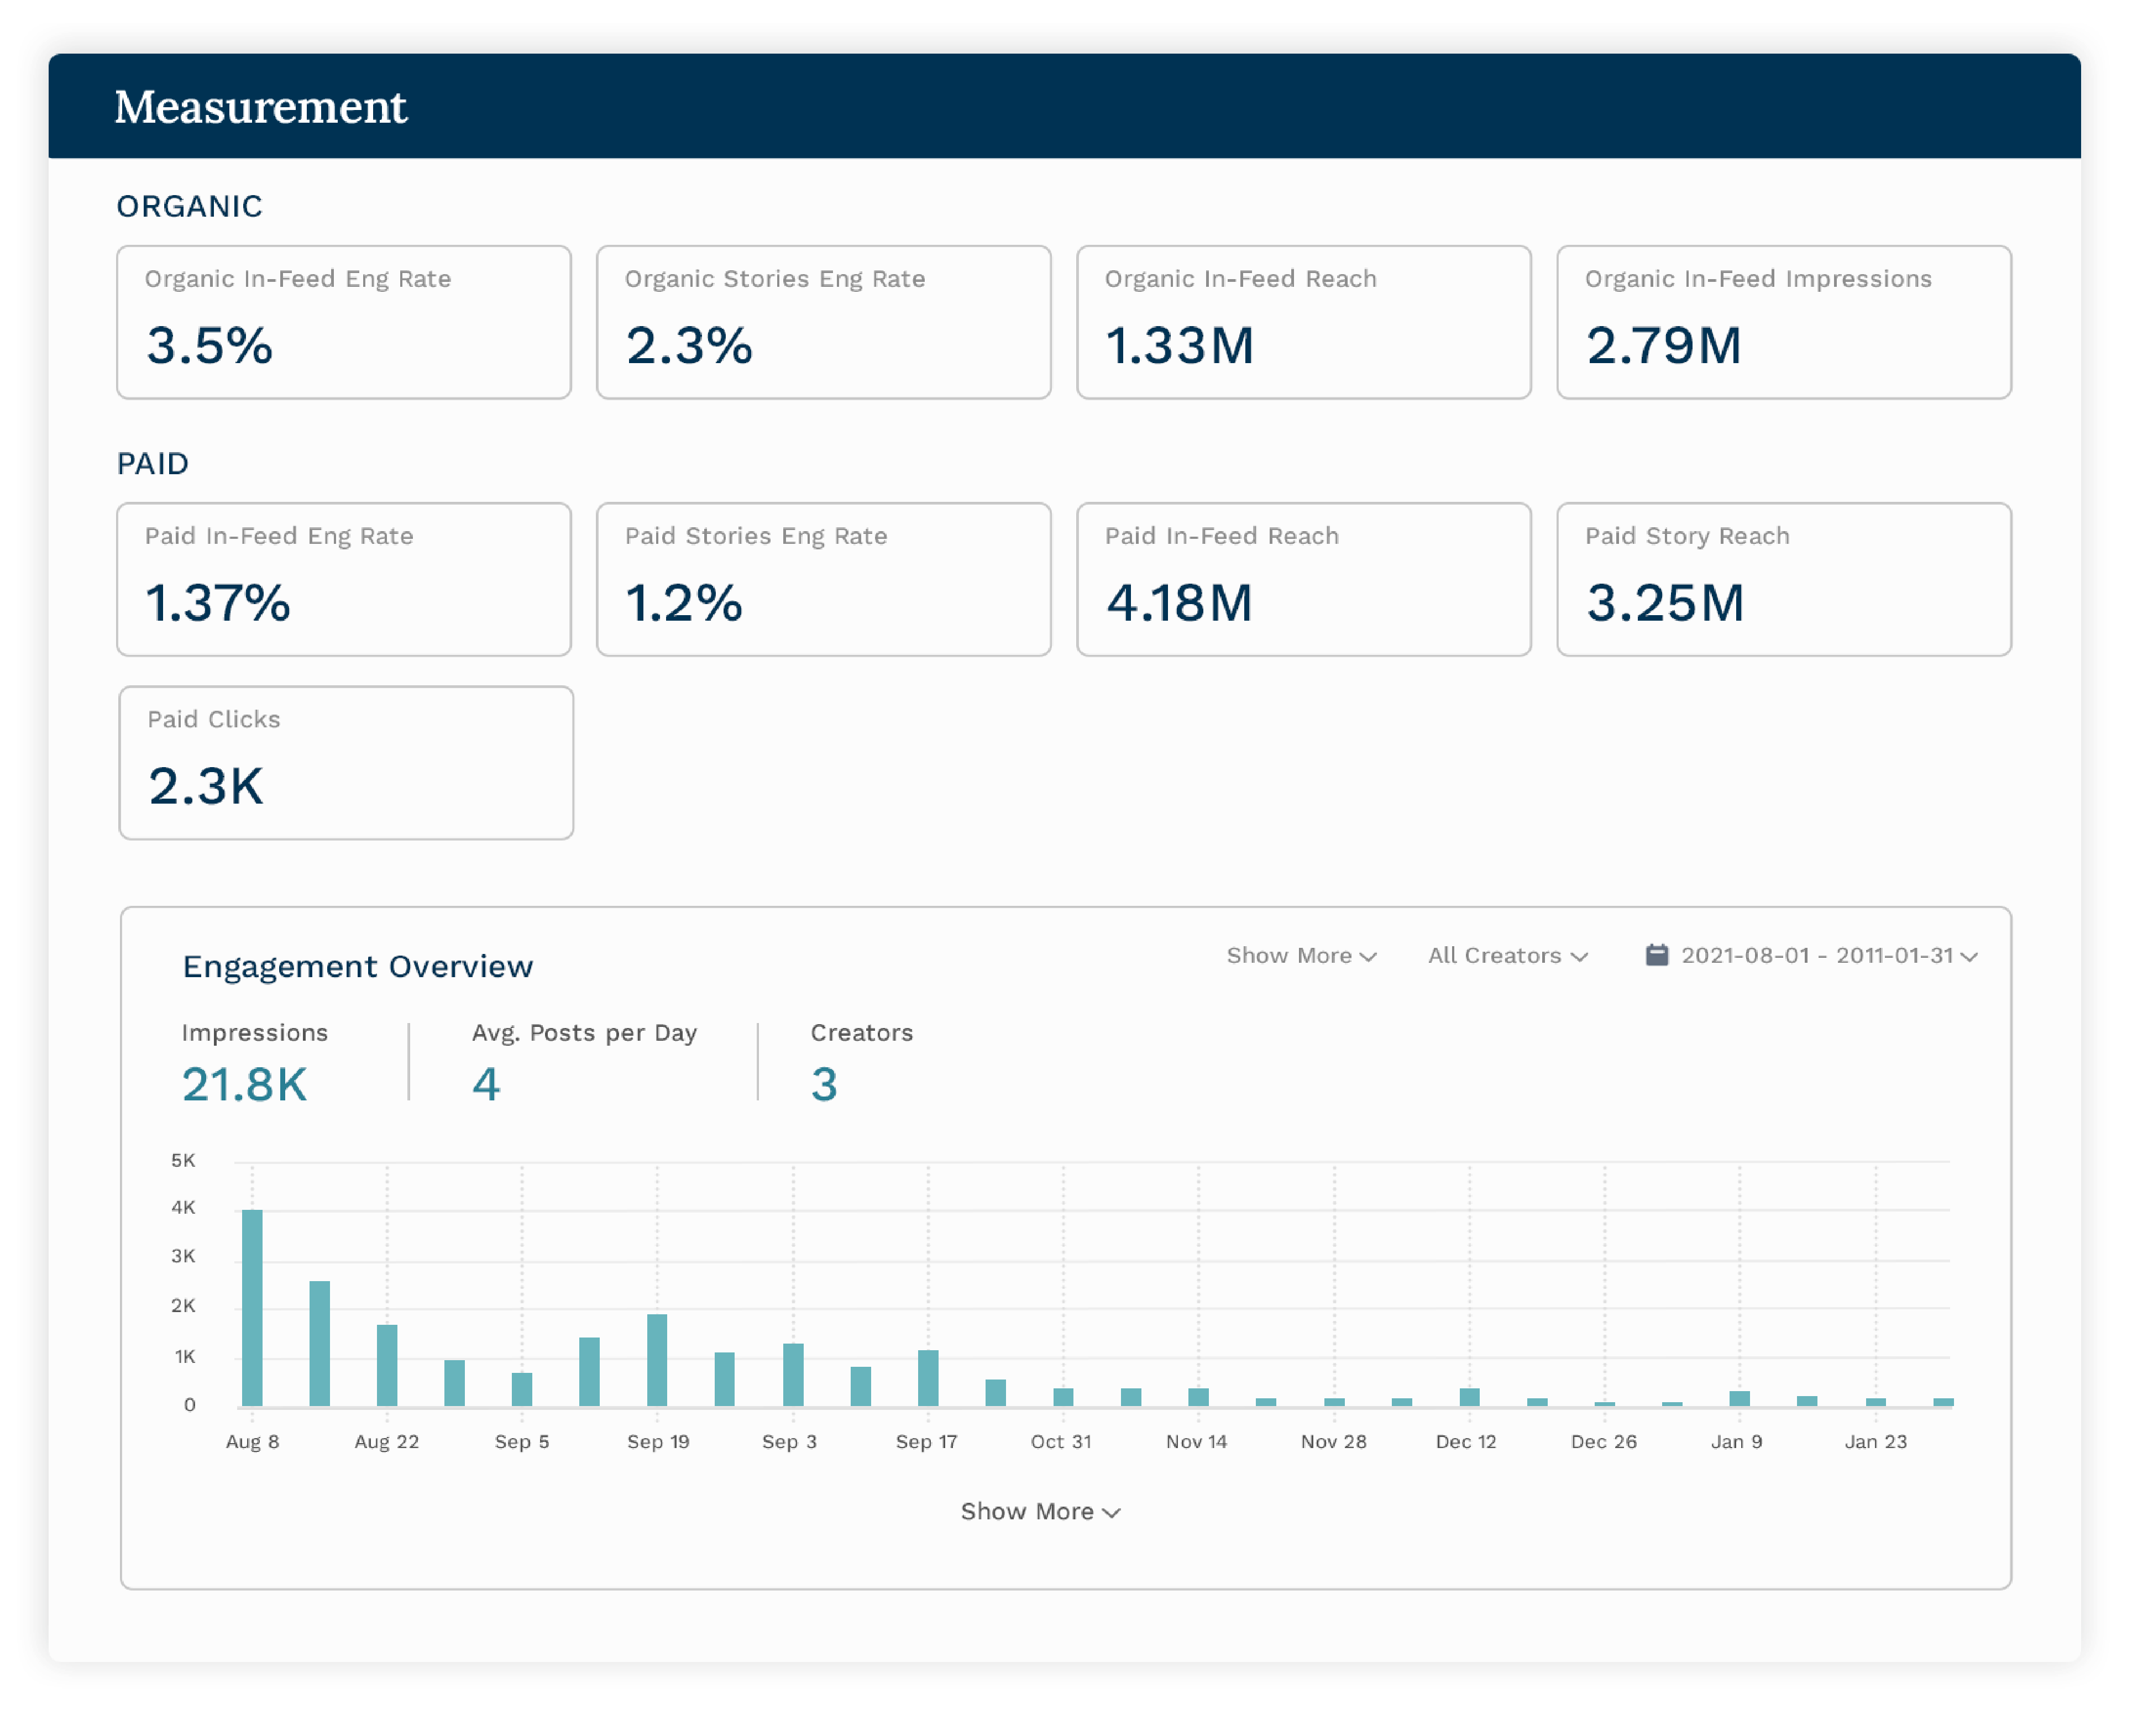 Measurement
ORGANIC
Organic In-Feed Eng Rate
3.5%
Organic Stories Eng Rate
2.3%
Organic In-Feed Reach
1.33M
Organic In-Feed Impressions
2.79M
PAID
Paid In-Feed Eng Rate
1.37%
Paid Stories Eng Rate
1.2%
Paid In-Feed Reach
4.18M
Paid Story Reach
3.25M
Paid Clicks
2.3K
Engagement Overview
Show More
All Creators
2021-08-01 - 2011-01-31
Impressions
21.8K
Avg. Posts per Day
4
Creators
3
5K
4K
3K
2K
1K
0
Aug 8
Aug 22
Sep 5
Sep 19
Sep 3
Sep 17
Oct 31
Nov 14
Nov 28
Dec 12
Dec 26
Jan 9
Jan 23
Show More